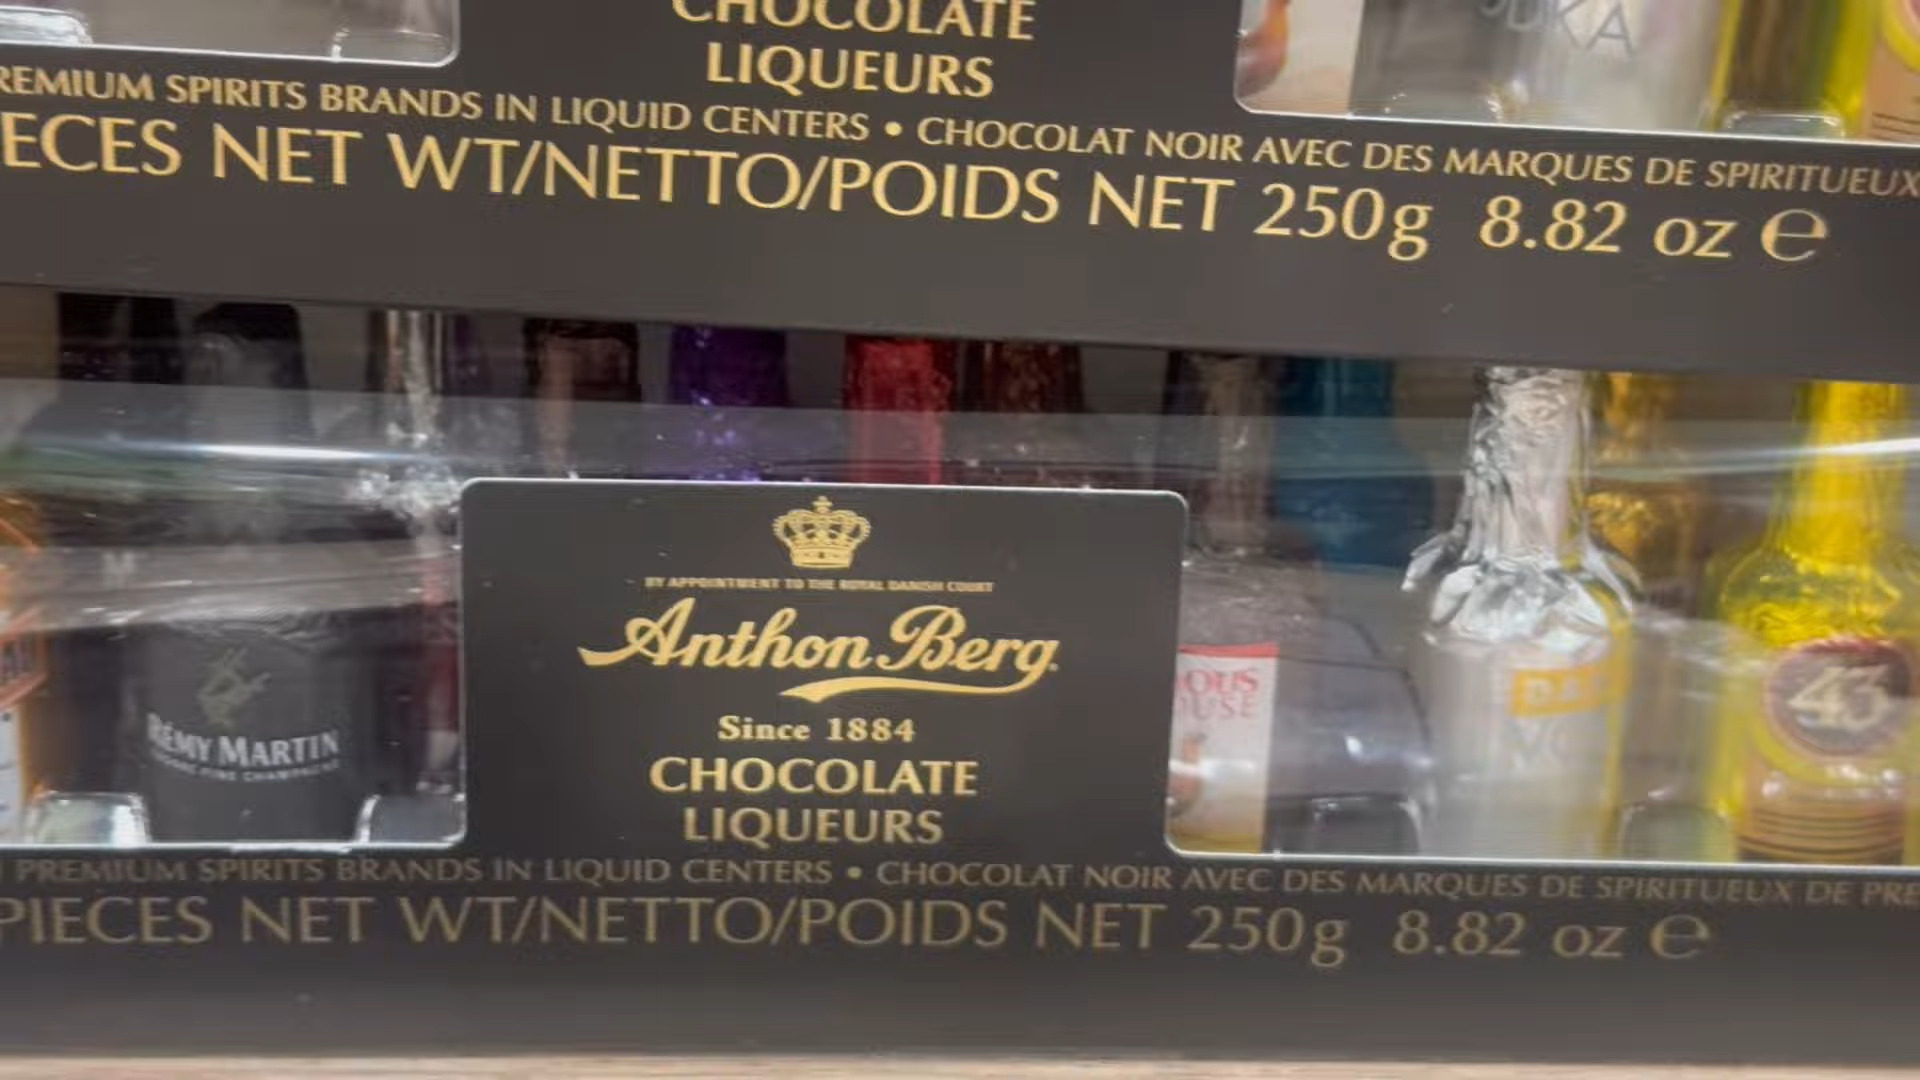 CHOCOLATE
LIQUEURS
PREMIUM SPIRITS BRANDS IN LIQUID CENTERS • CHOCOLAT NOIR AVEC DES MARQUES DE SPIRITUEUX
PIECES NET WT/NETTO/POIDS NET 250g 8.82 oz ℮
BY APPOINTMENT TO THE ROYAL DANISH COURT
Anthon Berg
Since 1884
CHOCOLATE
LIQUEURS
RÉMY MARTIN
43
PREMIUM SPIRITS BRANDS IN LIQUID CENTERS • CHOCOLAT NOIR AVEC DES MARQUES DE SPIRITUEUX DE
PIECES NET WT/NETTO/POIDS NET 250g 8.82 oz ℮